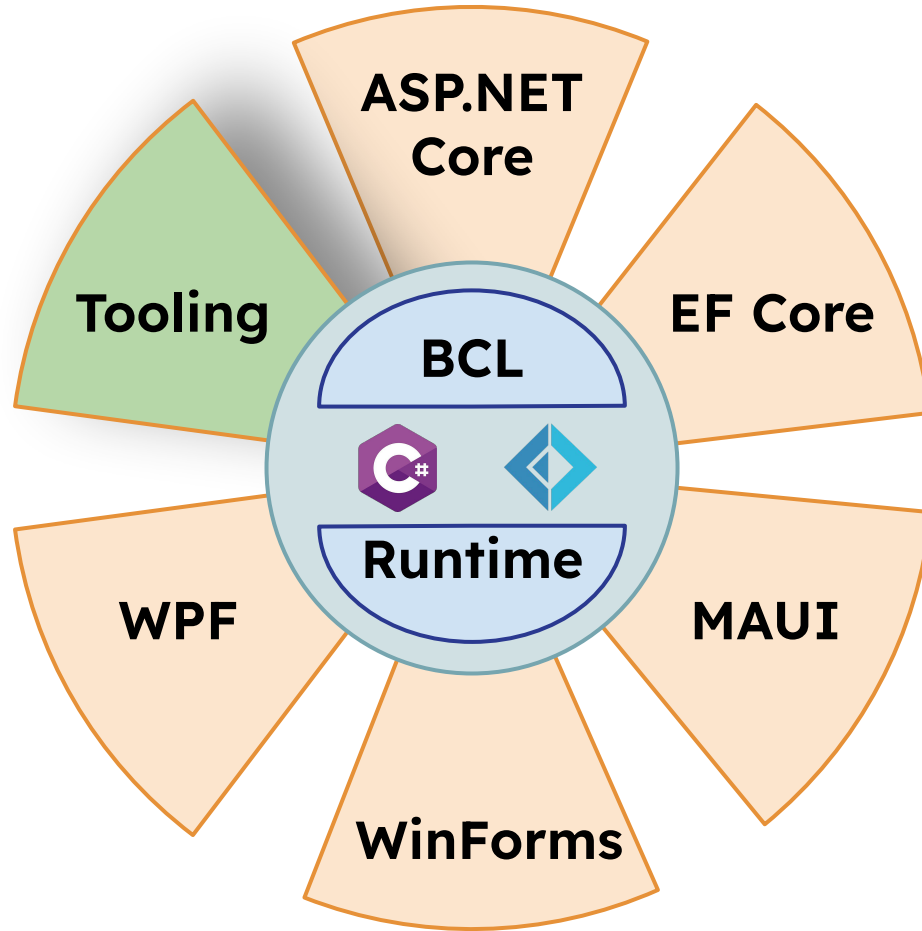 ASP.NET
Core
Tooling
EF Core
BCL
C#
Runtime
WPF
MAUI
WinForms